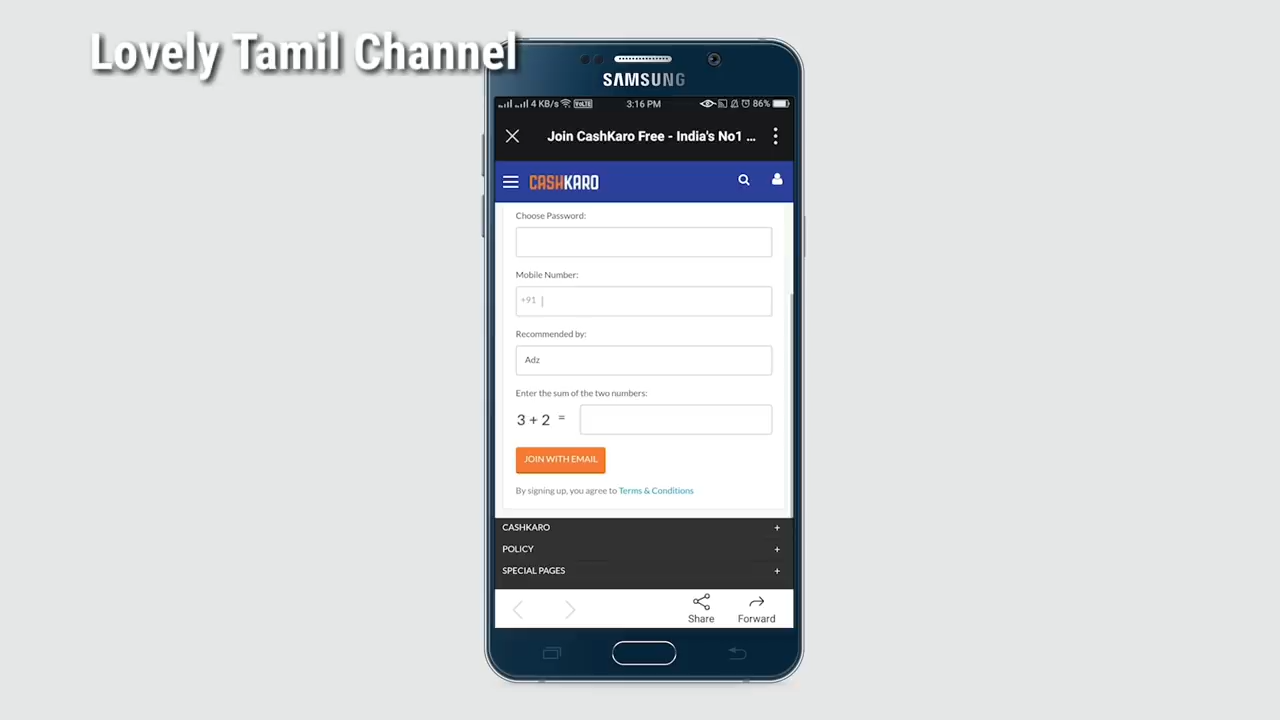 Lovely Tamil Channel
SAMSUNG
4 KB/s VoLTE 3:16 PM 86%
Join CashKaro Free - India's No1 ...
CASHKARO
Choose Password:
Mobile Number:
+91
Recommended by:
Adz
Enter the sum of the two numbers:
3 + 2 =
JOIN WITH EMAIL
By signing up, you agree to Terms & Conditions
CASHKARO +
POLICY +
SPECIAL PAGES +
Share Forward